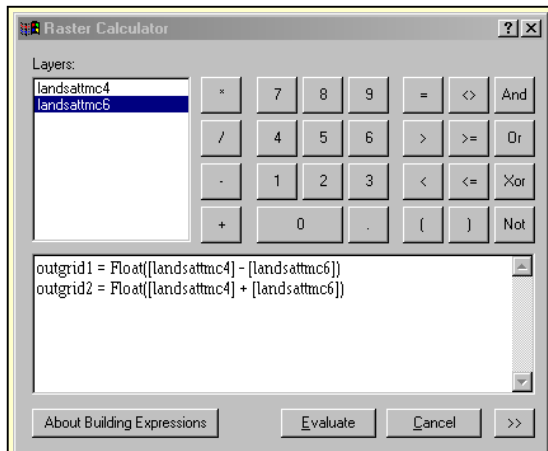 Raster Calculator ? ×
Layers:
landsattmc4
landsattmc6
* 7 8 9 = <> And
/ 4 5 6 > >= Or
- 1 2 3 < <= Xor
+ 0 . ( ) Not
outgrid1 = Float([landsattmc4] - [landsattmc6])
outgrid2 = Float([landsattmc4] + [landsattmc6])
About Building Expressions Evaluate Cancel >>